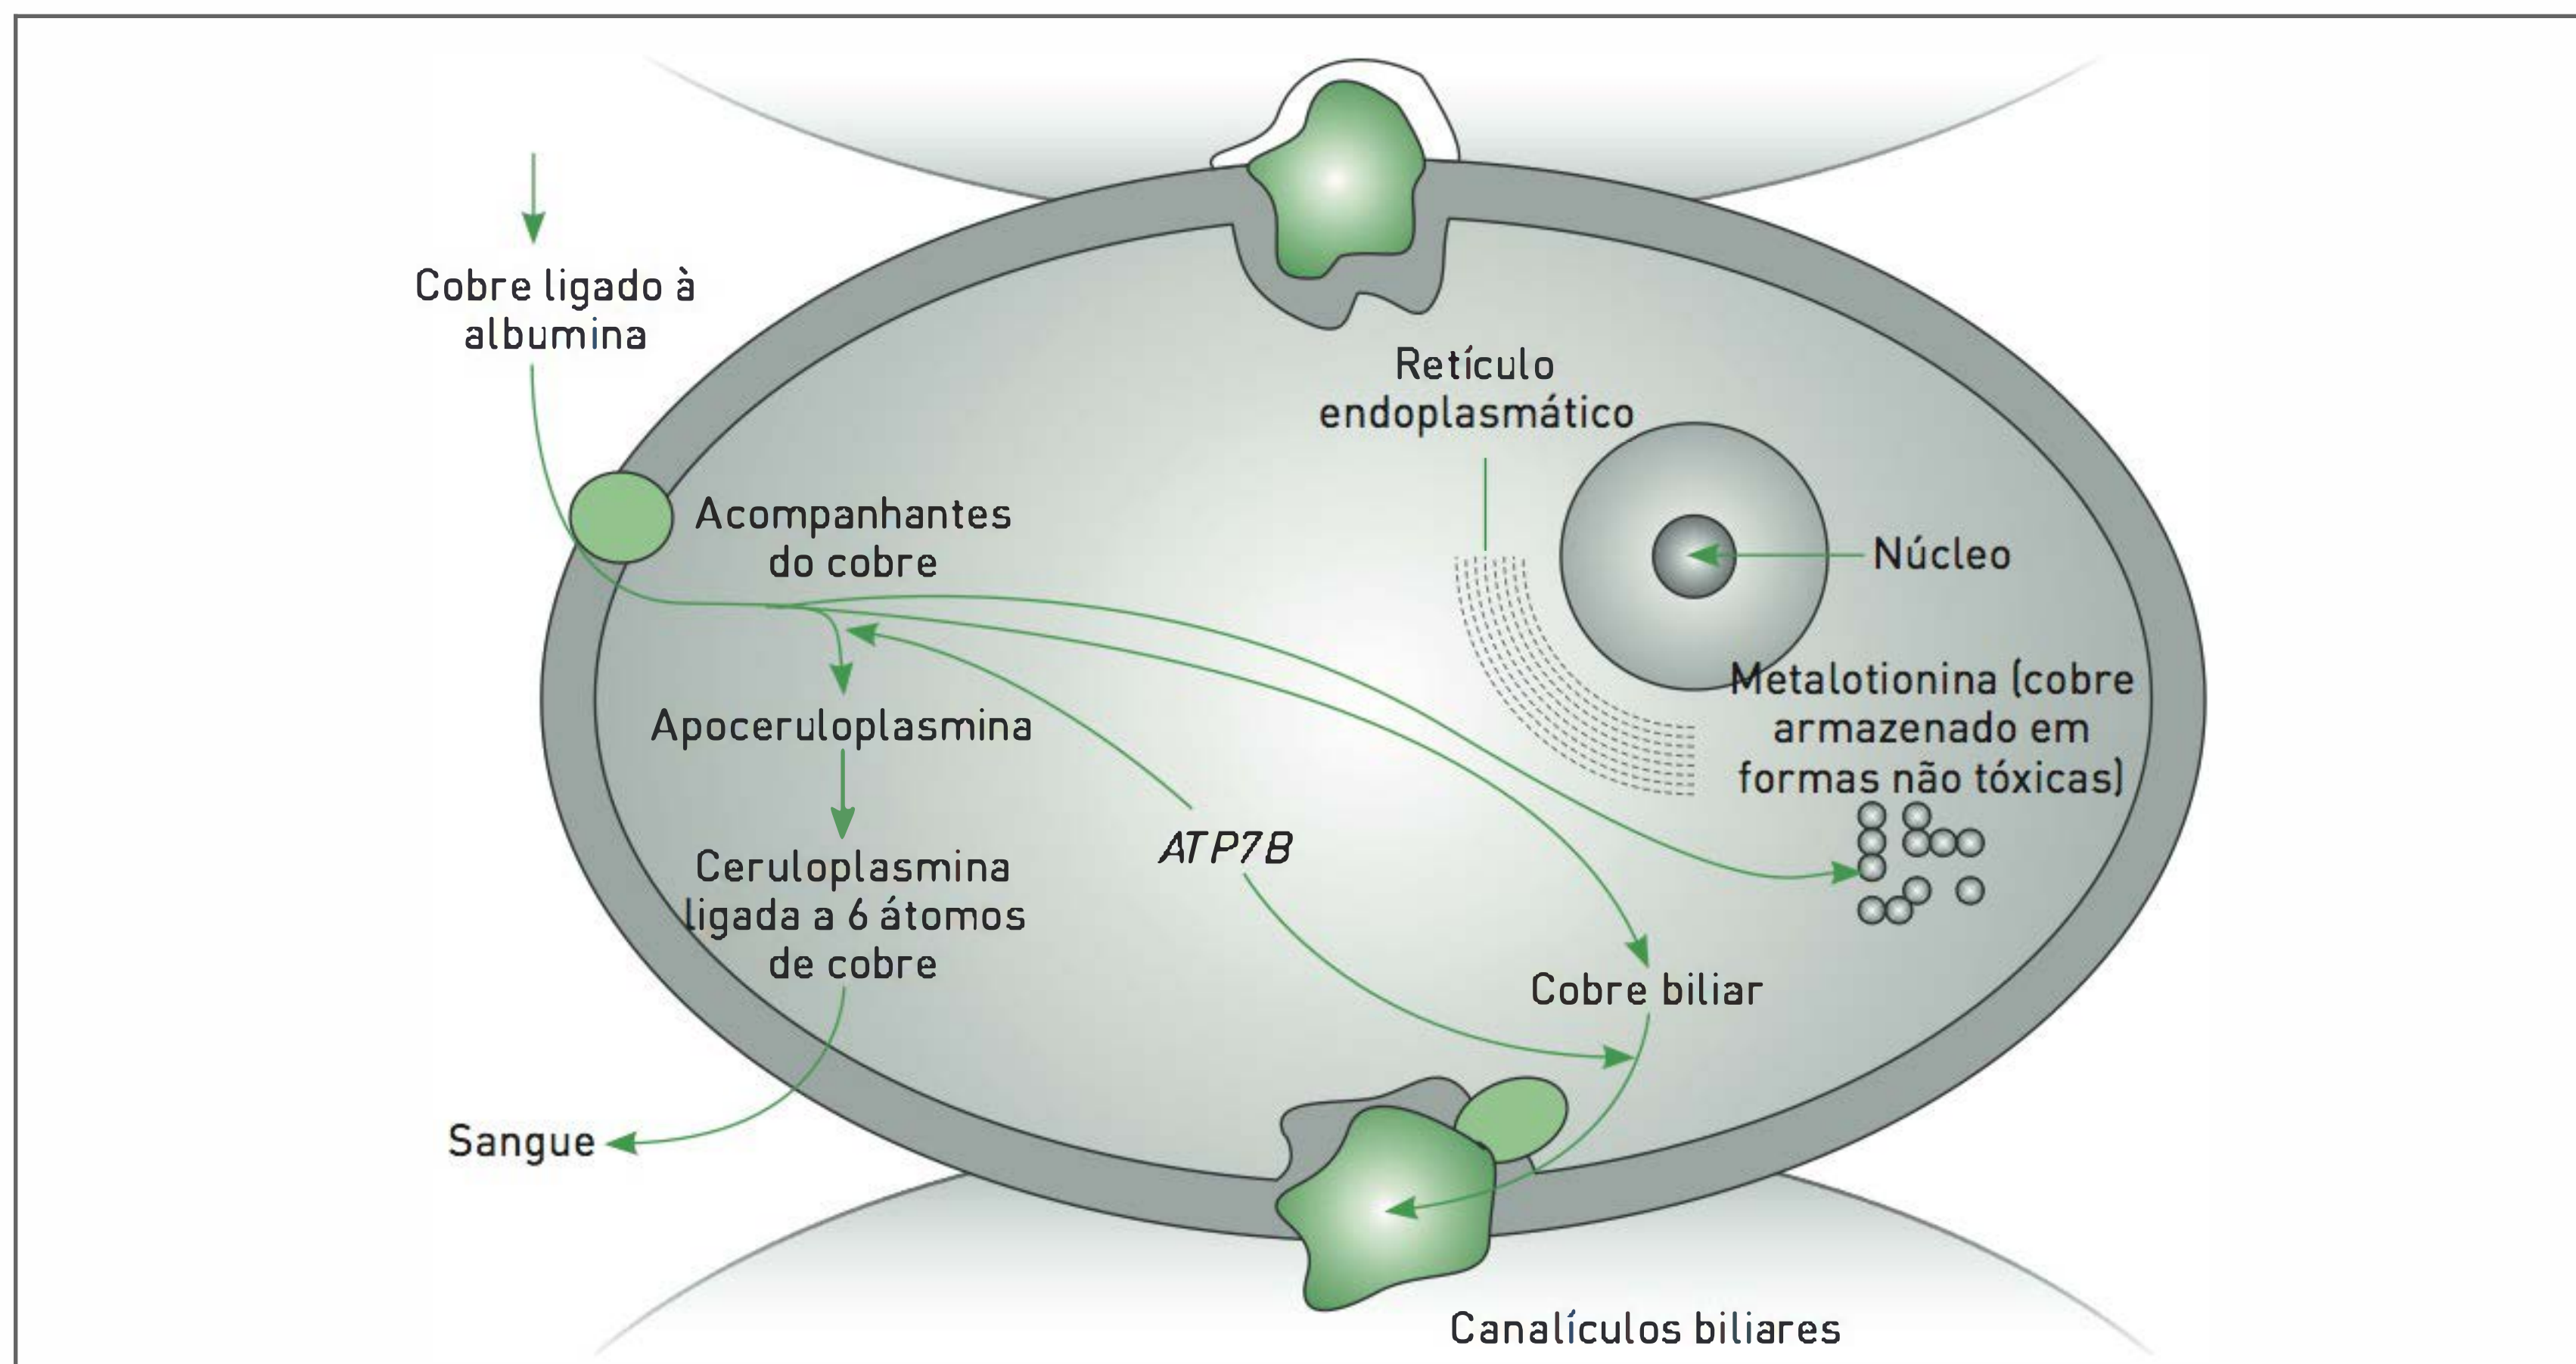 Cobre ligado à
albumina
Retículo
endoplasmático
Acompanhantes
do cobre
Núcleo
Metalotionina (cobre
armazenado em
formas não tóxicas)
Apoceruloplasmina
ATP7B
Ceruloplasmina
ligada a 6 átomos
de cobre
Cobre biliar
Sangue
Canalículos biliares